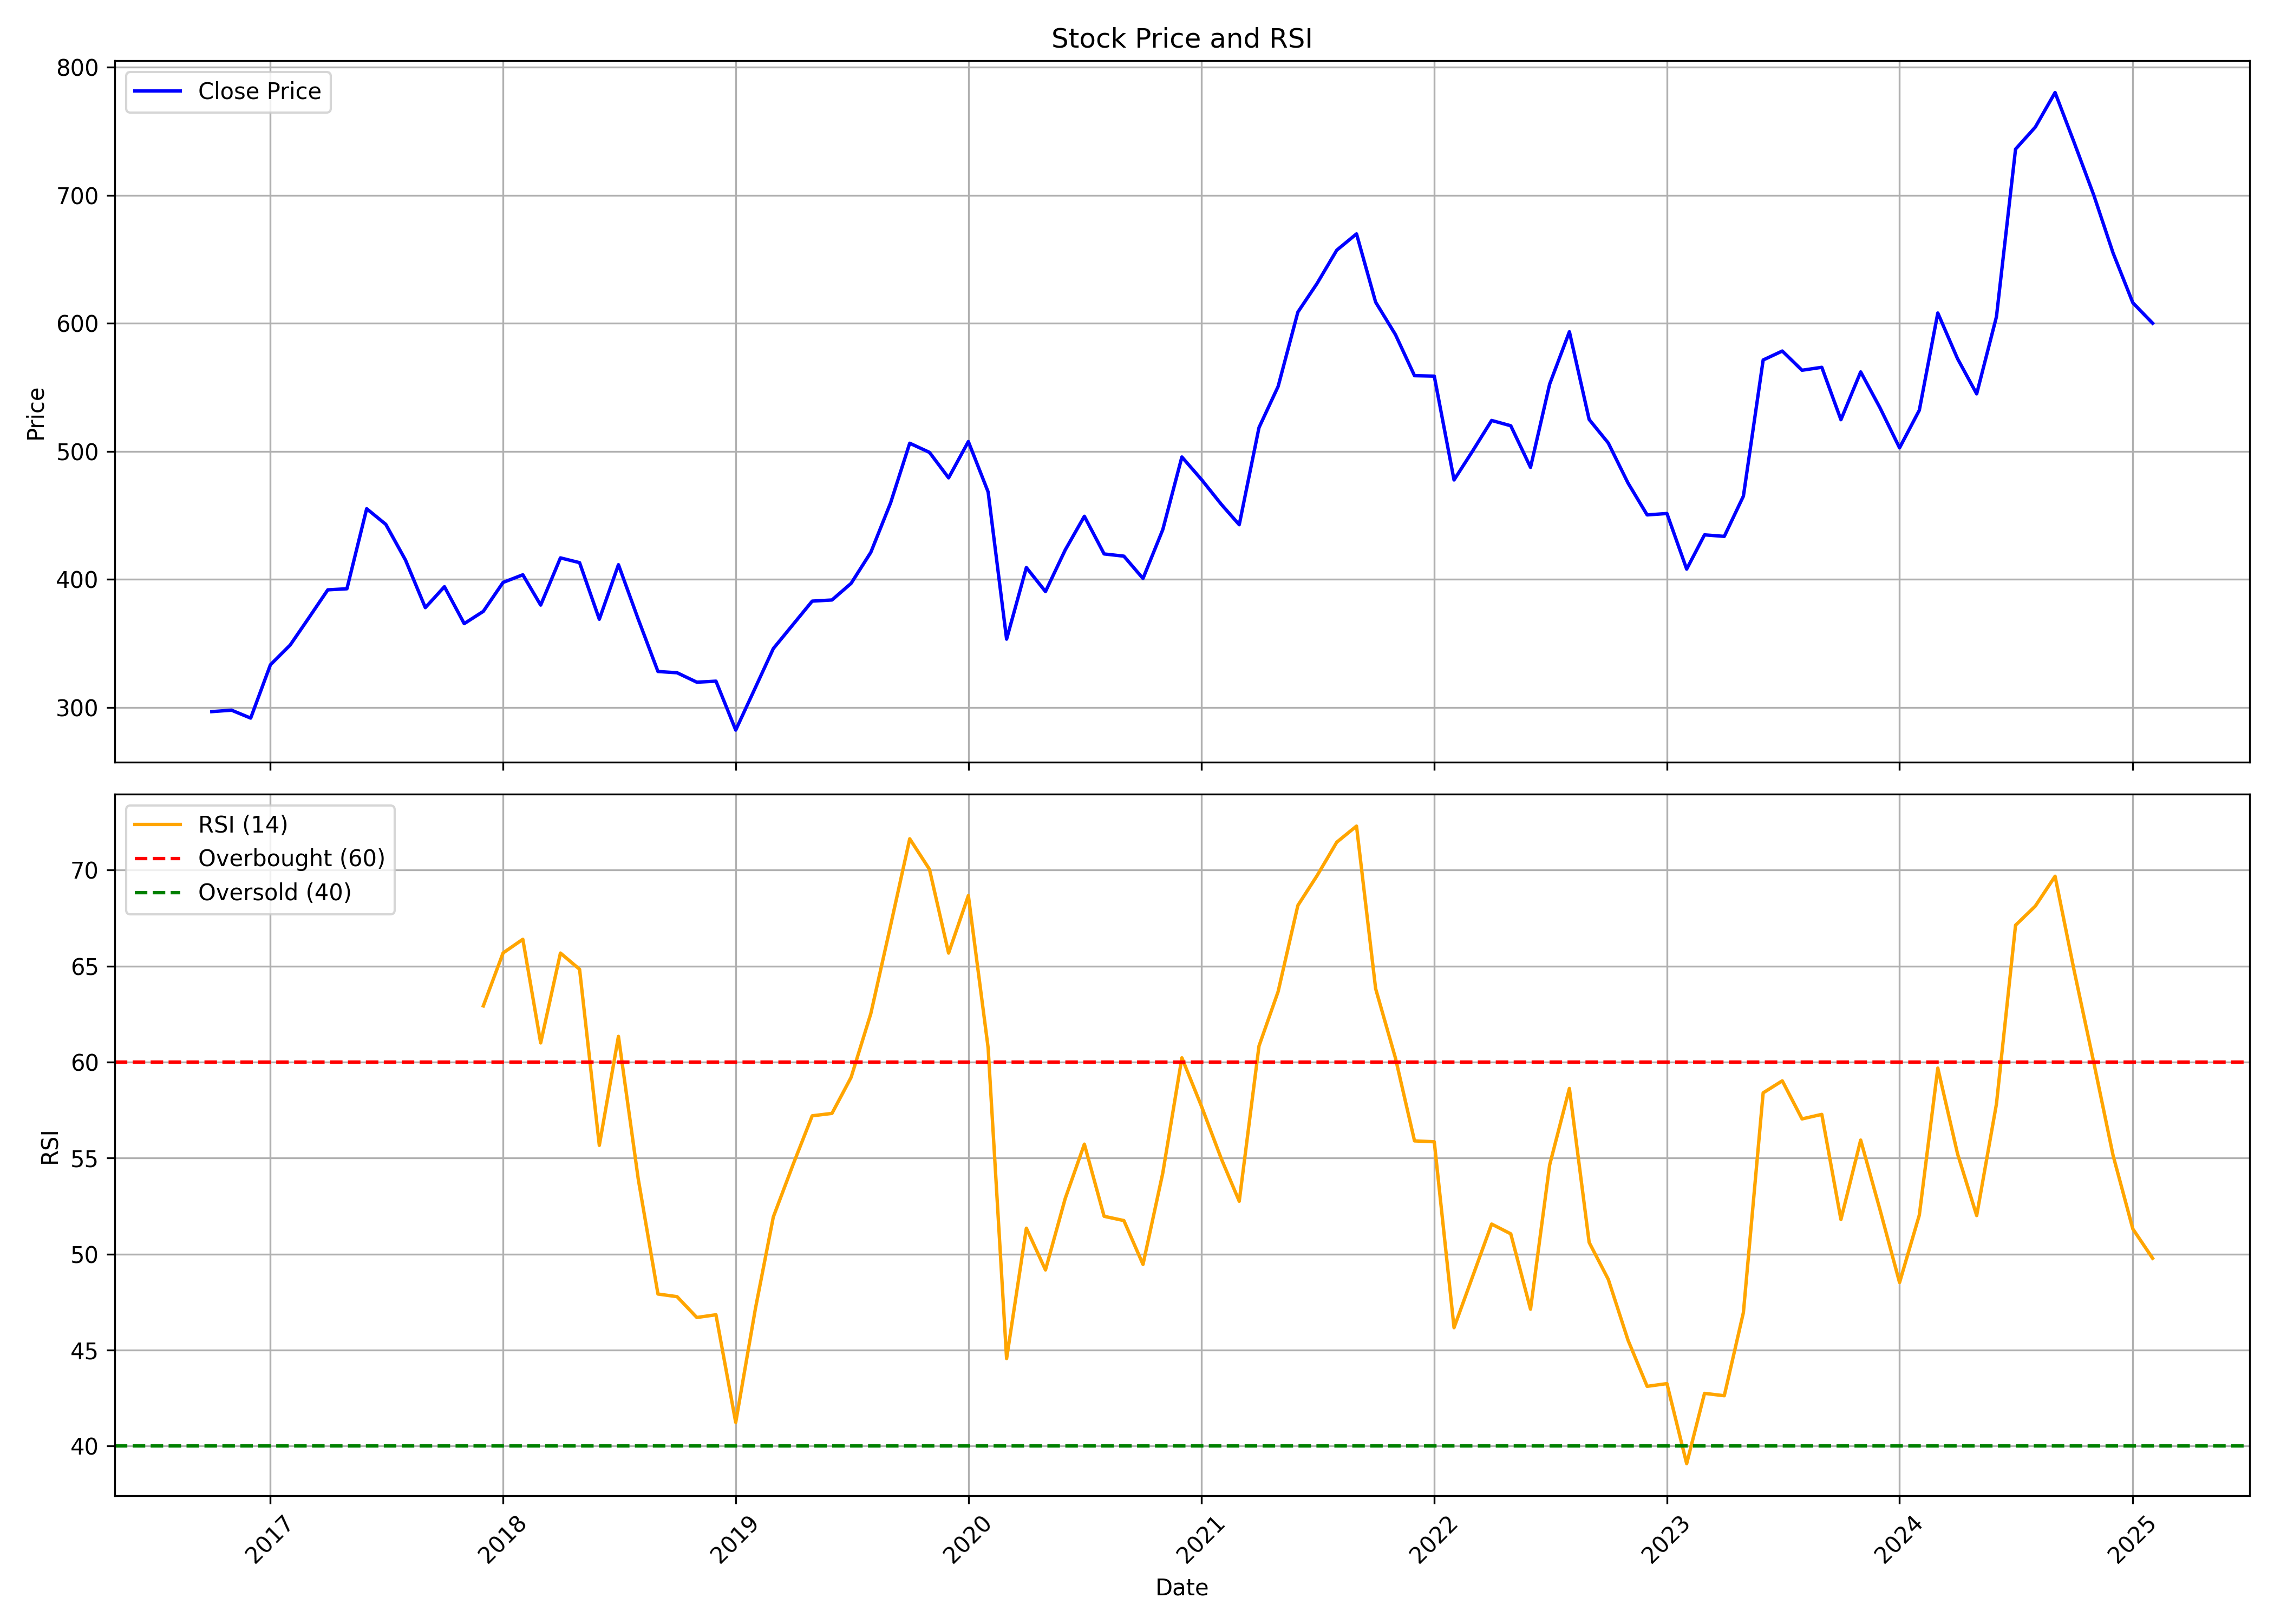 Stock Price and RSI
800
700
600
500
400
300
Price
Close Price
70
65
60
55
50
45
40
RSI
RSI (14)
Overbought (60)
Oversold (40)
2017
2018
2019
2020
2021
2022
2023
2024
2025
Date